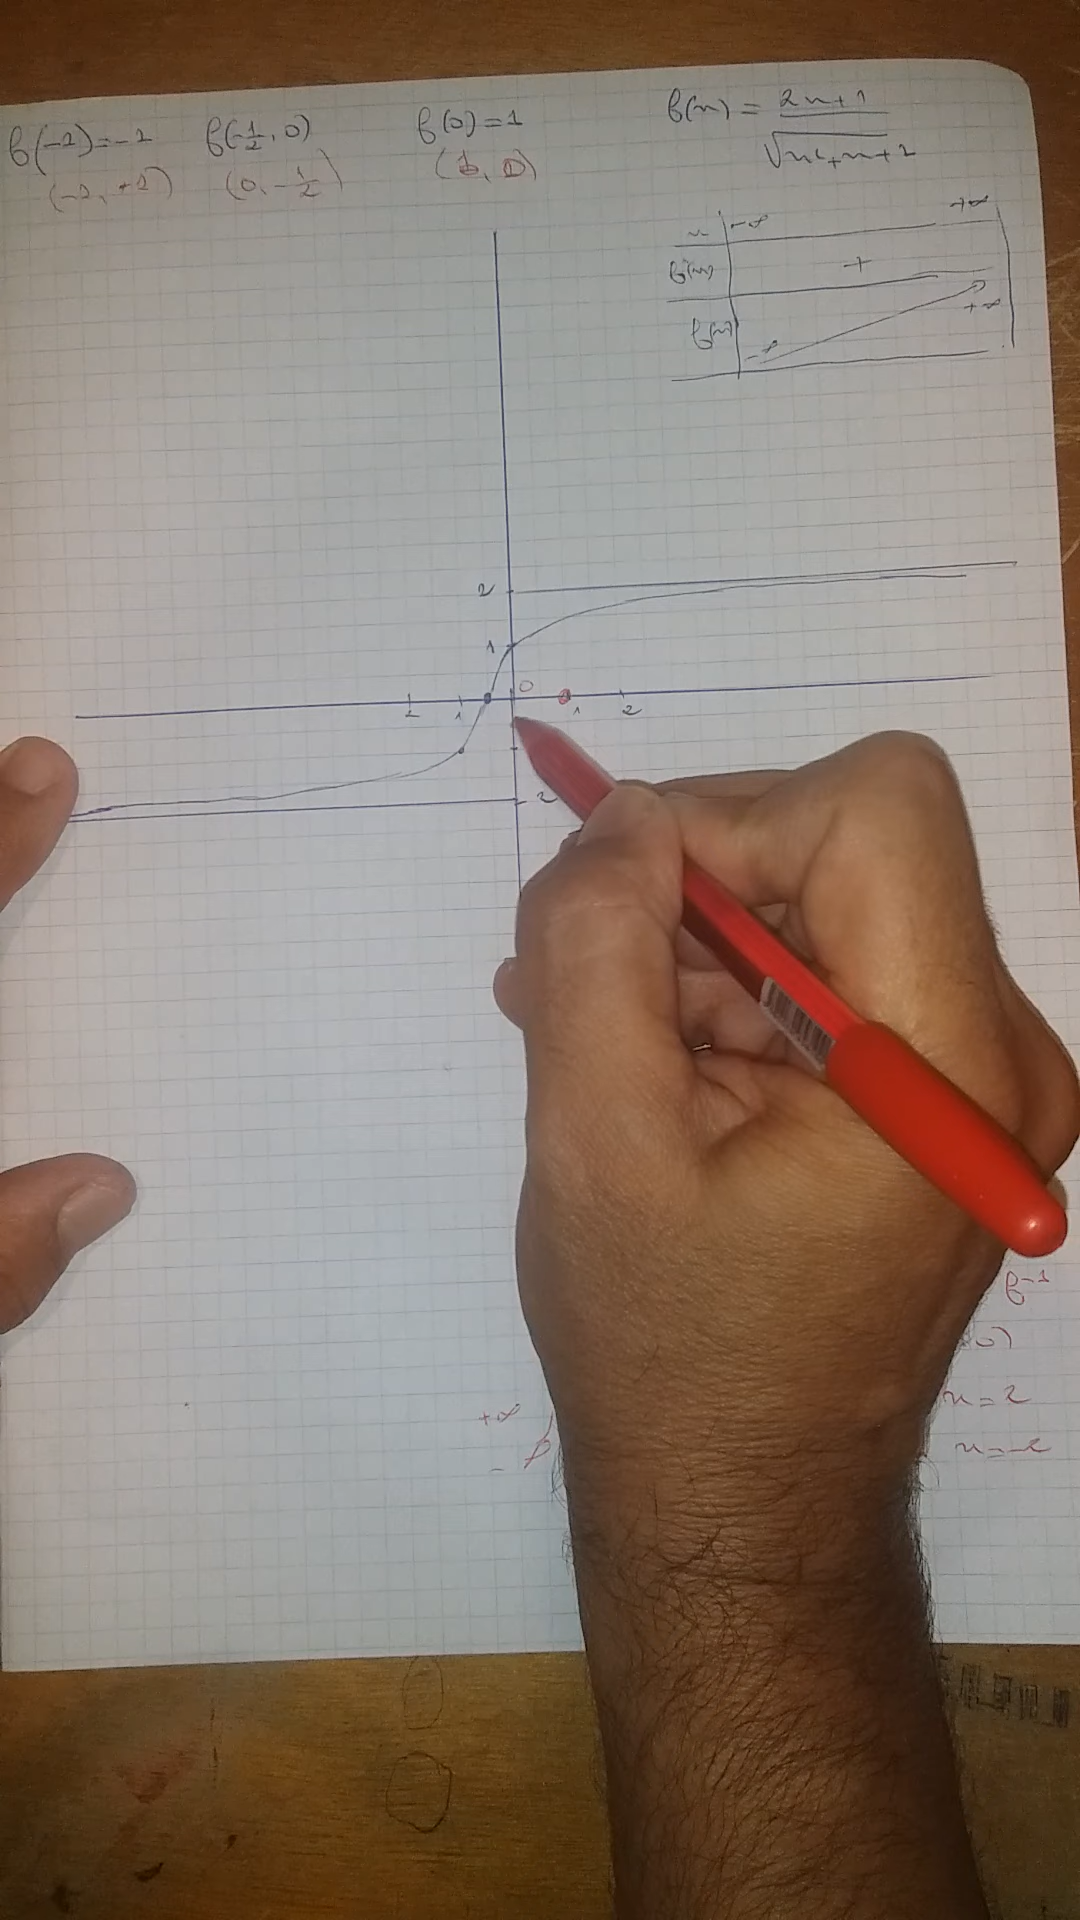 f(-1)=-1 f(-1/2, 0) f(0)=1 f(x) = (2x+1)/√(x²+x+1)
(-1, +1) (0, -1/2) (1, 0)
x -∞ +∞
f'(x) +
f(x) -∞ +∞
2
1
0
2 1 1 2
2
f⁻¹
0)
+∞ x=2
- x=-2